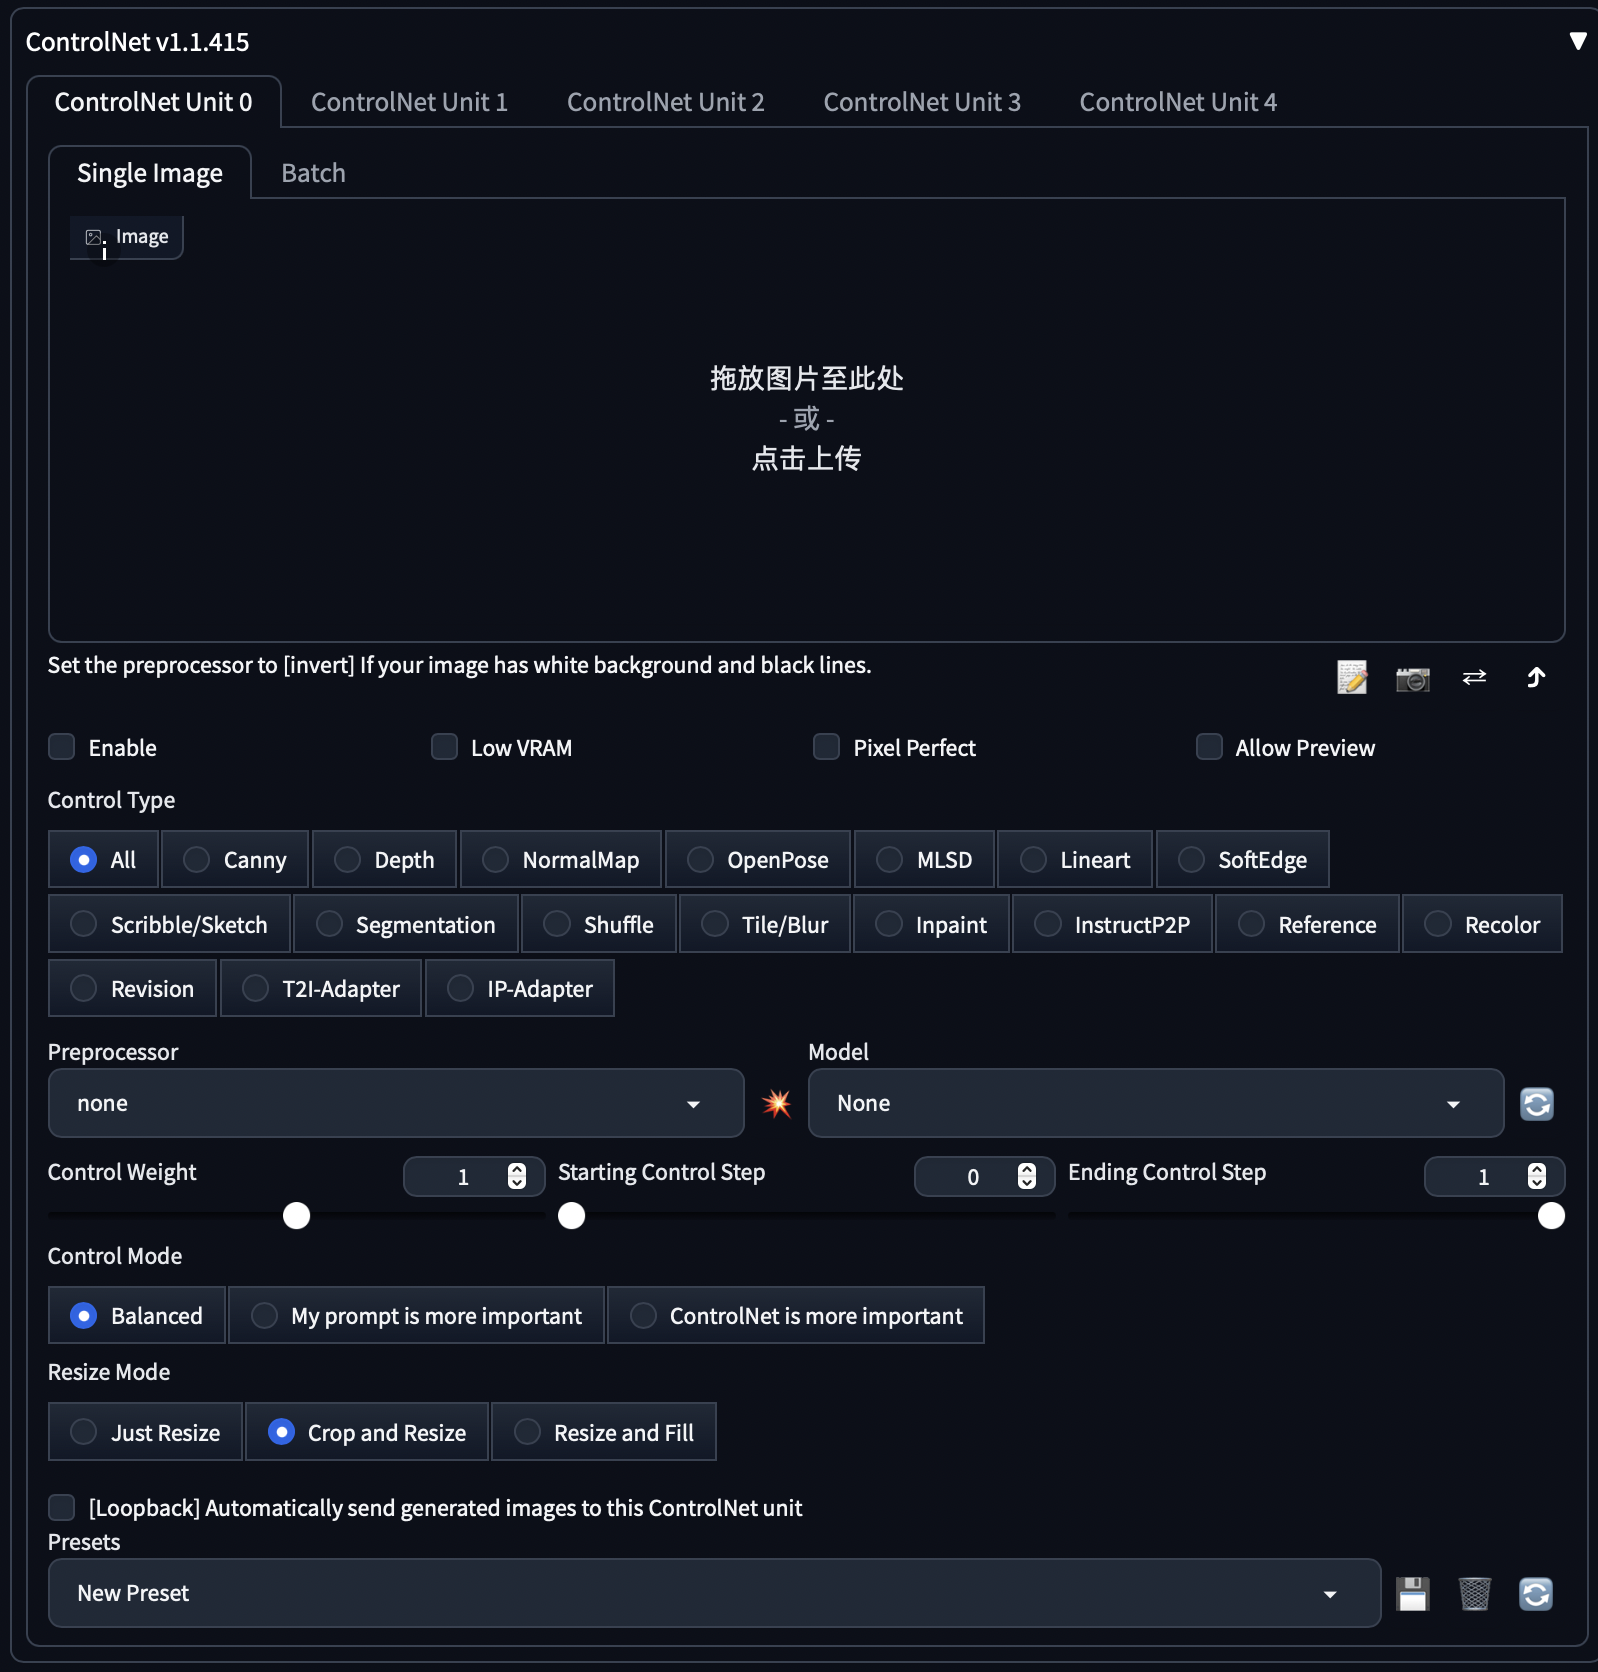 ControlNet v1.1.415
ControlNet Unit 0 ControlNet Unit 1 ControlNet Unit 2 ControlNet Unit 3 ControlNet Unit 4
Single Image Batch
Image
拖放图片至此处
- 或 -
点击上传
Set the preprocessor to [invert] If your image has white background and black lines.
Enable Low VRAM Pixel Perfect Allow Preview
Control Type
All Canny Depth NormalMap OpenPose MLSD Lineart SoftEdge
Scribble/Sketch Segmentation Shuffle Tile/Blur Inpaint InstructP2P Reference Recolor
Revision T2I-Adapter IP-Adapter
Preprocessor Model
none None
Control Weight 1 Starting Control Step 0 Ending Control Step 1
Control Mode
Balanced My prompt is more important ControlNet is more important
Resize Mode
Just Resize Crop and Resize Resize and Fill
[Loopback] Automatically send generated images to this ControlNet unit
Presets
New Preset